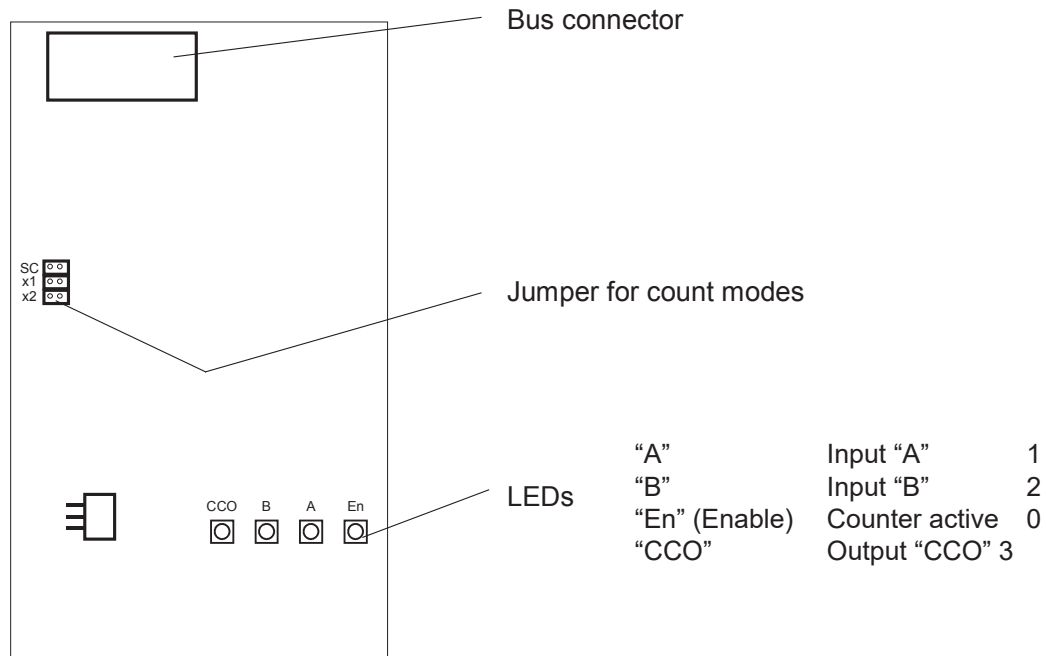 Bus connector
SC
x1
x2
Jumper for count modes
CCO B A En
LEDs
“A” Input “A” 1
“B” Input “B” 2
“En” (Enable) Counter active 0
“CCO” Output “CCO” 3